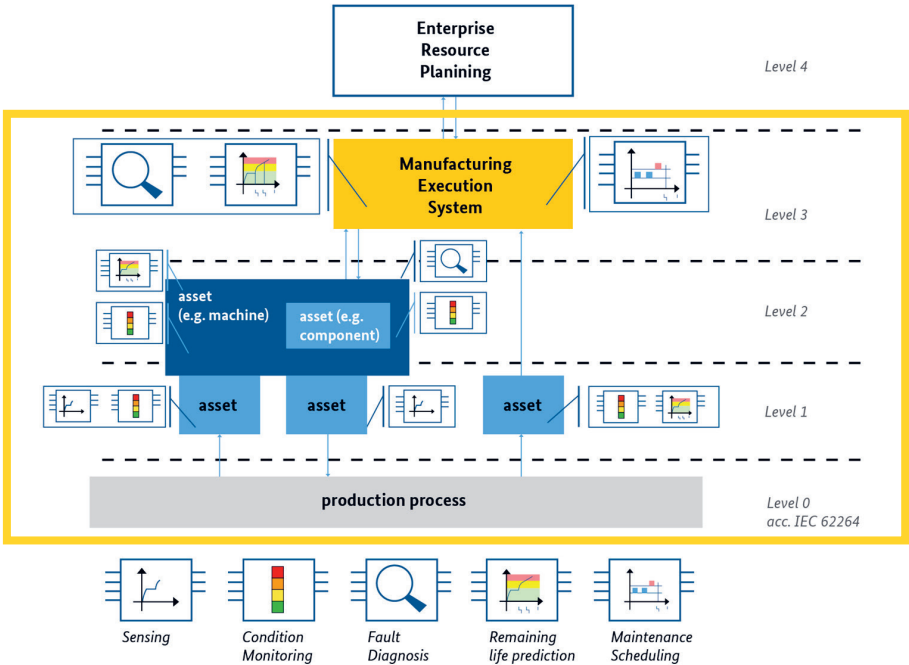 Enterprise
Resource
Planining
Level 4
Manufacturing
Execution
System
Level 3
asset
(e.g. machine)
asset (e.g.
component)
Level 2
asset
asset
asset
Level 1
production process
Level 0
acc. IEC 62264
Sensing
Condition
Monitoring
Fault
Diagnosis
Remaining
life prediction
Maintenance
Scheduling